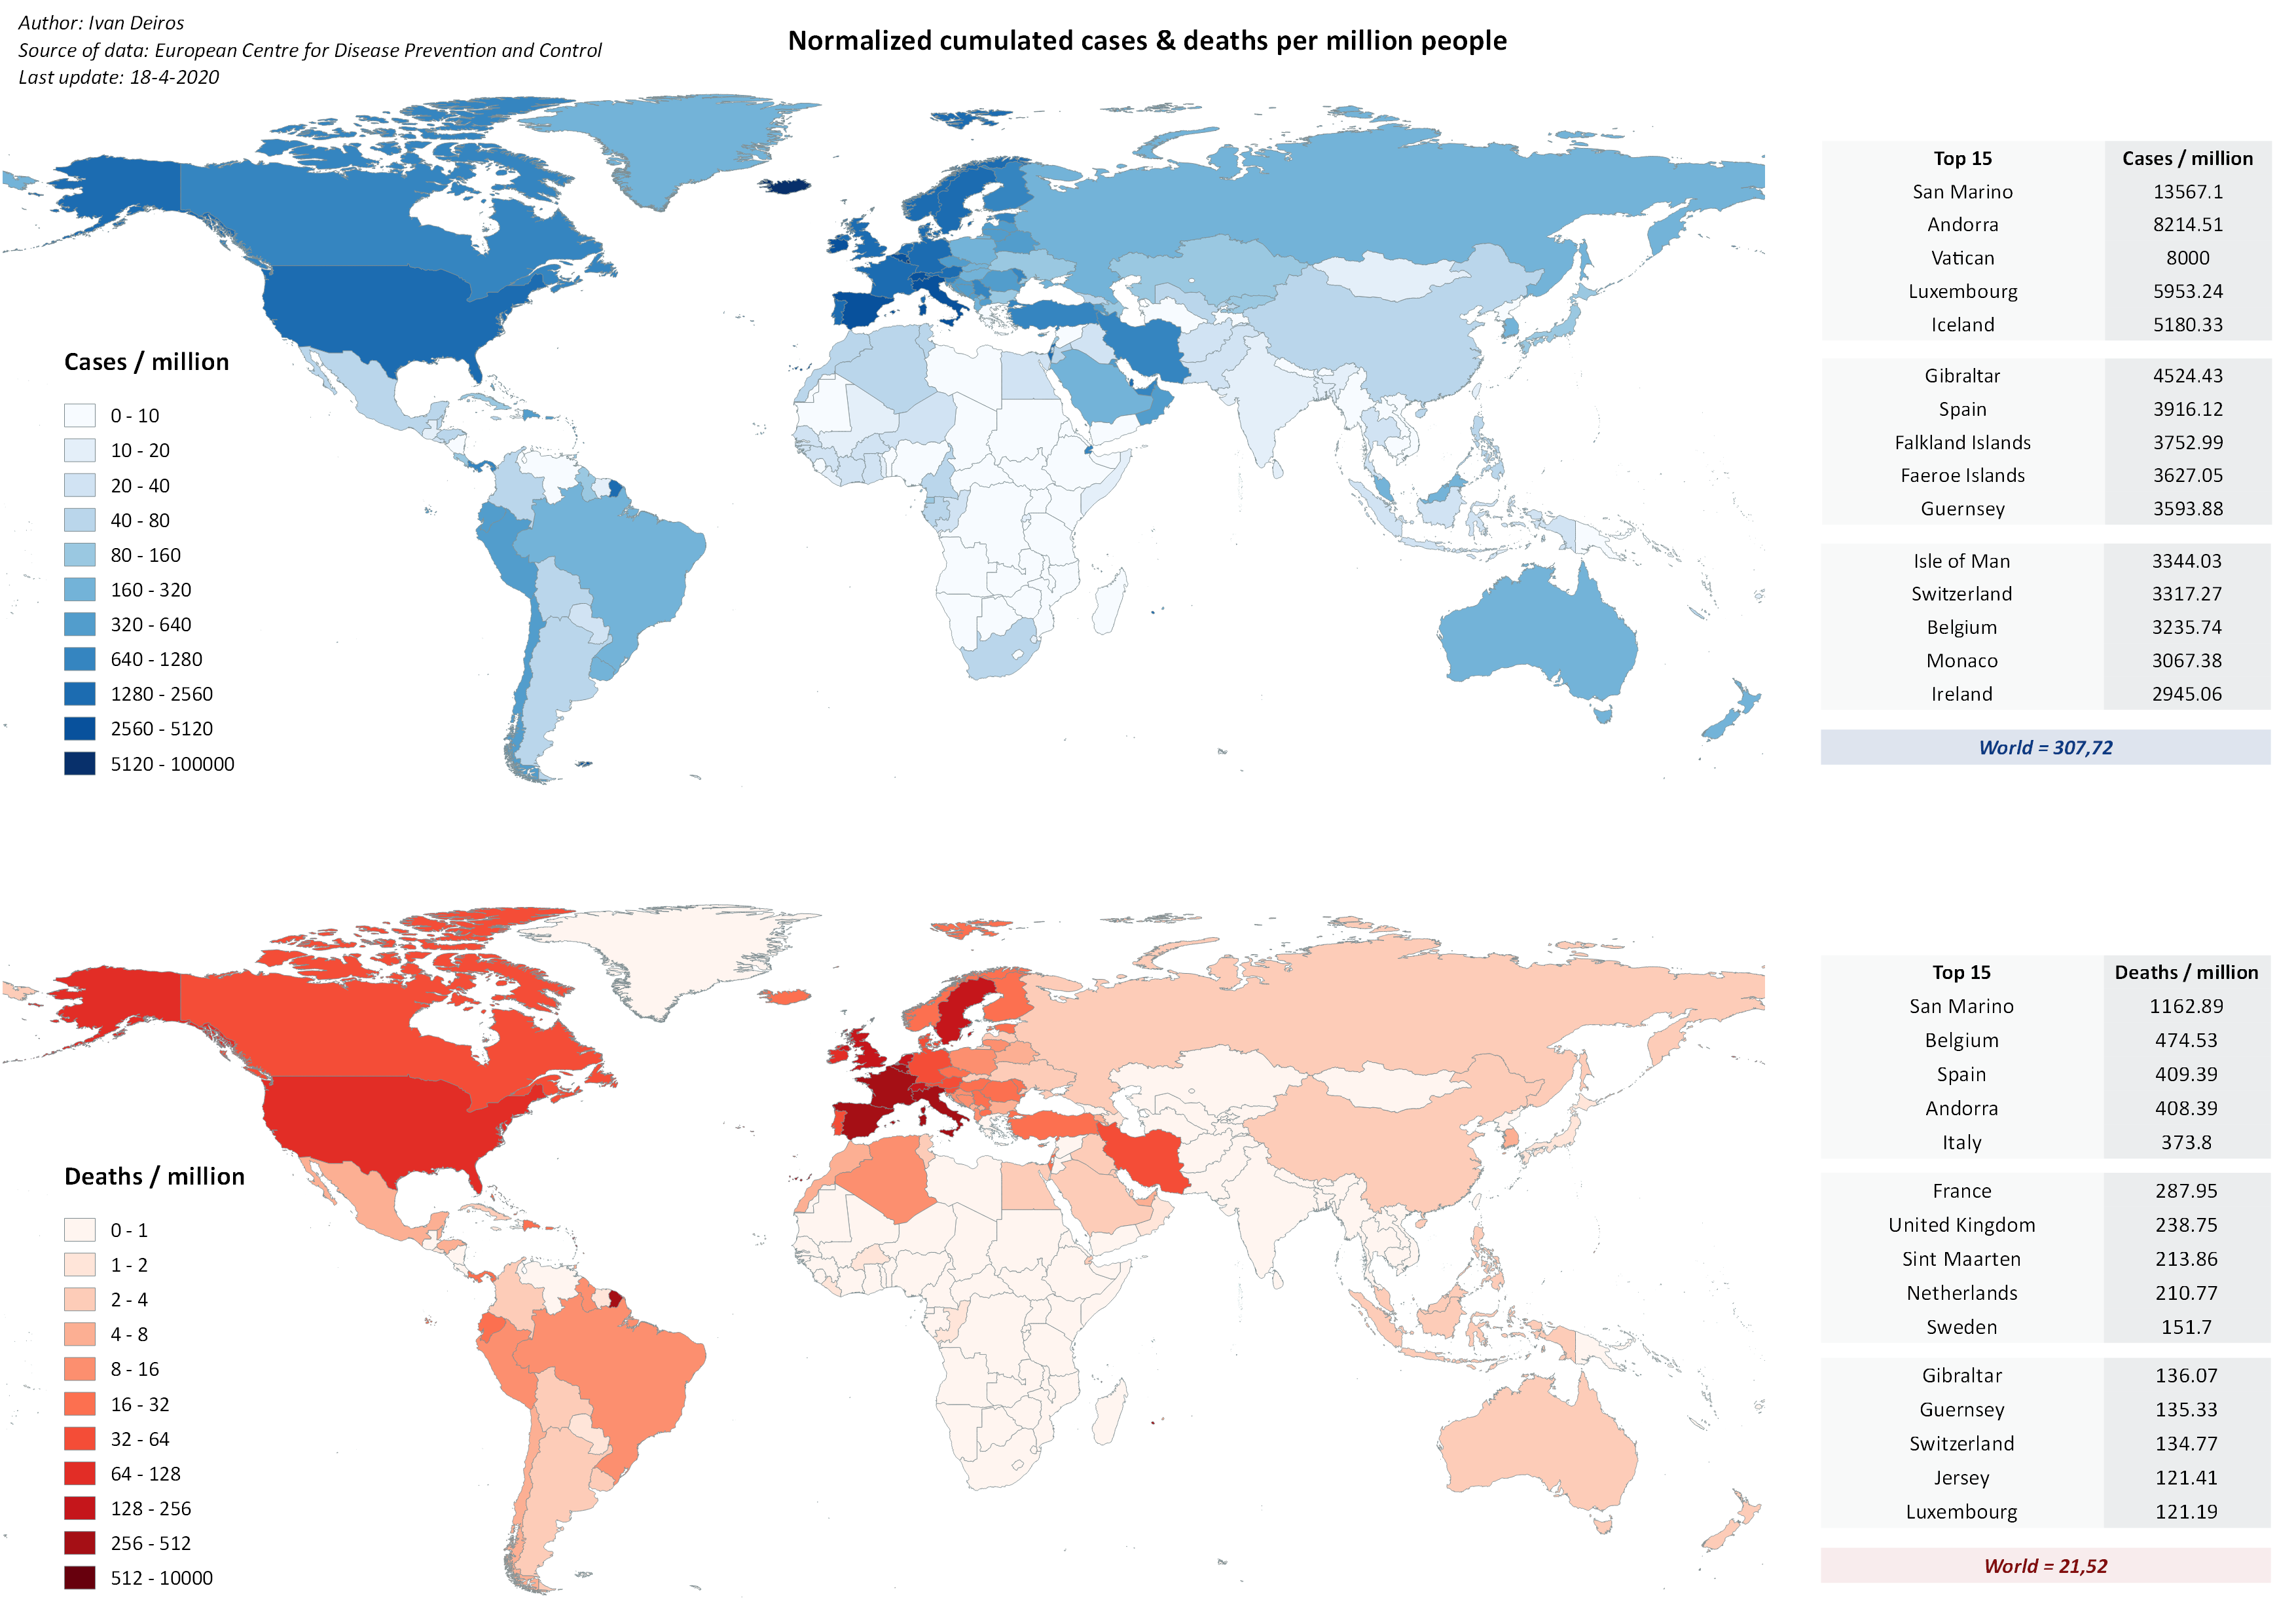 Author: Ivan Deiros
Source of data: European Centre for Disease Prevention and Control
Last update: 18-4-2020
Normalized cumulated cases & deaths per million people
Cases / million
0 - 10
10 - 20
20 - 40
40 - 80
80 - 160
160 - 320
320 - 640
640 - 1280
1280 - 2560
2560 - 5120
5120 - 100000
Top 15 Cases / million
San Marino 13567.1
Andorra 8214.51
Vatican 8000
Luxembourg 5953.24
Iceland 5180.33
Gibraltar 4524.43
Spain 3916.12
Falkland Islands 3752.99
Faeroe Islands 3627.05
Guernsey 3593.88
Isle of Man 3344.03
Switzerland 3317.27
Belgium 3235.74
Monaco 3067.38
Ireland 2945.06
World = 307,72
Deaths / million
0 - 1
1 - 2
2 - 4
4 - 8
8 - 16
16 - 32
32 - 64
64 - 128
128 - 256
256 - 512
512 - 10000
Top 15 Deaths / million
San Marino 1162.89
Belgium 474.53
Spain 409.39
Andorra 408.39
Italy 373.8
France 287.95
United Kingdom 238.75
Sint Maarten 213.86
Netherlands 210.77
Sweden 151.7
Gibraltar 136.07
Guernsey 135.33
Switzerland 134.77
Jersey 121.41
Luxembourg 121.19
World = 21,52